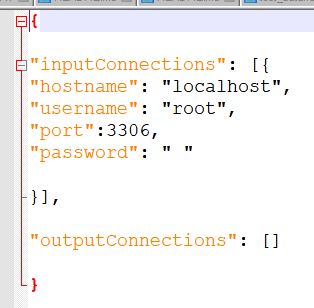 {
"inputConnections": [{
"hostname": "localhost",
"username": "root",
"port":3306,
"password": " "
}],
"outputConnections": []
}